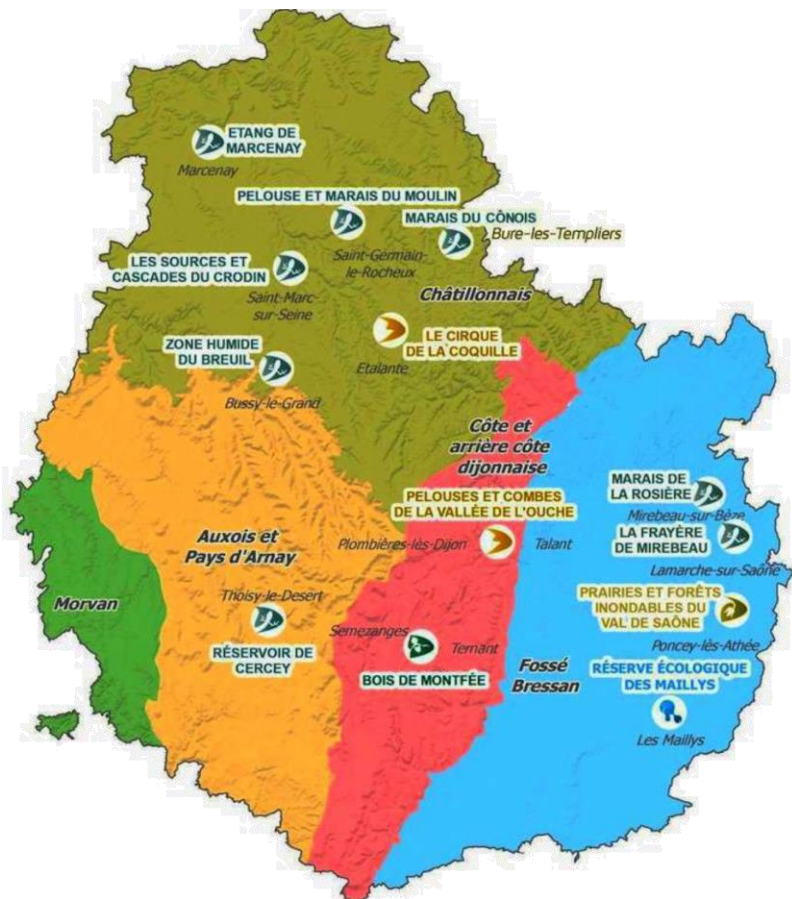 ETANG DE
MARCENAY
Marcenay
PELOUSE ET MARAIS DU MOULIN
MARAIS DU CÔNOIS
Bure-les-Templiers
Saint-Germain-
le-Rocheux
LES SOURCES ET
CASCADES DU CRODIN
Saint-Marc-
sur-Seine
Châtillonnais
LE CIRQUE
DE LA COQUILLE
Etalante
ZONE HUMIDE
DU BREUIL
Bussy-le-Grand
Côte et
arrière côte
dijonnaise
MARAIS DE
LA ROSIÈRE
Mirebeau-sur-Bèze
PELOUSES ET COMBES
DE LA VALLÉE DE L'OUCHE
Plombières-lès-Dijon
Talant
LA FRAYÈRE
DE MIREBEAU
Lamarche-sur-Saône
Auxois et
Pays d'Arnay
Morvan
Thoisy-le-Desert
RÉSERVOIR DE
CERCEY
PRAIRIES ET FORÊTS
INONDABLES DU
VAL DE SAÔNE
Poncey-lès-Athée
Semezanges
Ternant
BOIS DE MONTFÉE
Fossé
Bressan
RÉSERVE ÉCOLOGIQUE
DES MAILLYS
Les Maillys